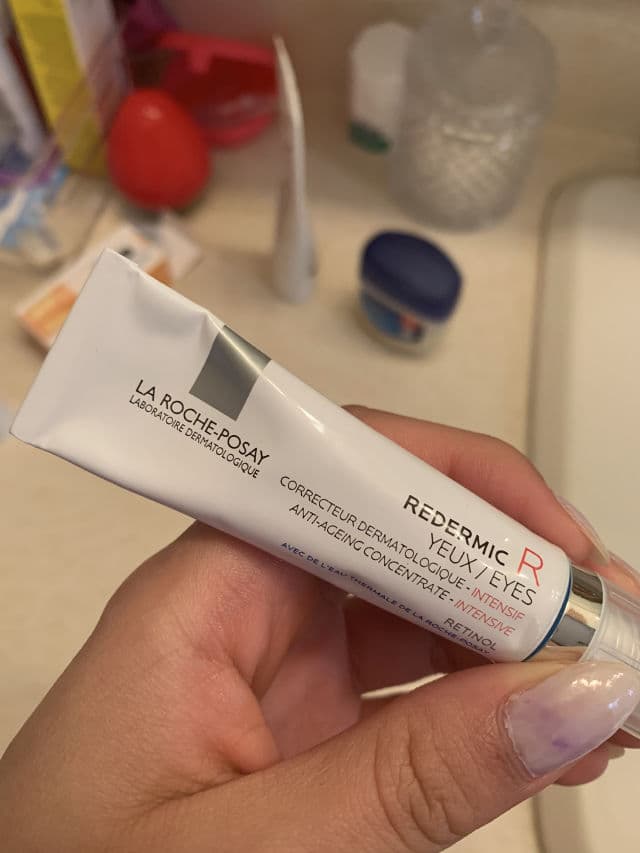 LA ROCHE-POSAY
LABORATOIRE DERMATOLOGIQUE
REDERMIC R
YEUX / EYES
CORRECTEUR DERMATOLOGIQUE - INTENSIF
ANTI-AGEING CONCENTRATE - INTENSIVE
RETINOL
AVEC DE L'EAU THERMALE DE LA ROCHE-POSAY